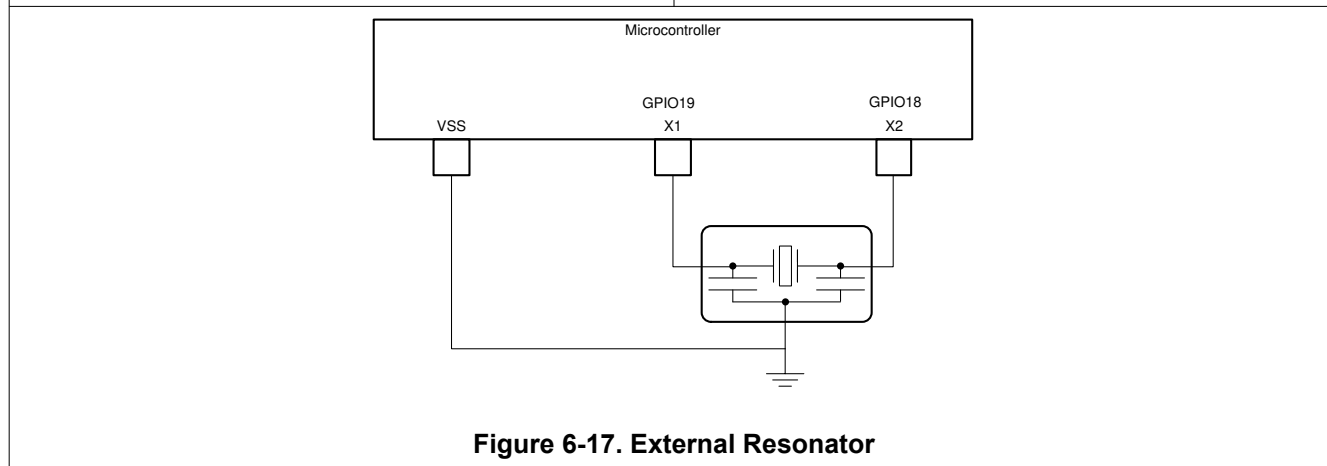 Microcontroller
GPIO19 GPIO18
VSS X1 X2
Figure 6-17. External Resonator